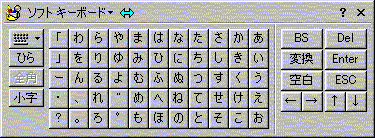 ソフトキーボード ? ×
「 わ ら や ま は な た さ か あ BS Del
ひら 」 を り ゆ み ひ に ち し き い 変換 Enter
全角 ー ん る よ む ふ ぬ つ す く う 空白 ESC
小字 ・ 、 れ ゛ め へ ね て せ け え ← → ↑ ↓
? 。 ろ ゜ も ほ の と そ こ お